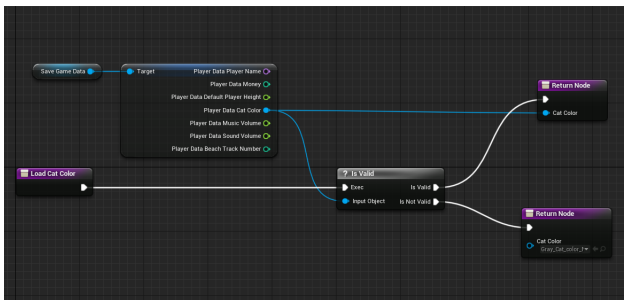 Save Game Data
Target
Player Data Player Name
Player Data Money
Player Data Default Player Height
Player Data Cat Color
Player Data Music Volume
Player Data Sound Volume
Player Data Beach Track Number
Return Node
Cat Color
Load Cat Color
? Is Valid
Exec
Is Valid
Input Object
Is Not Valid
Return Node
Cat Color
Gray_Cat_color_